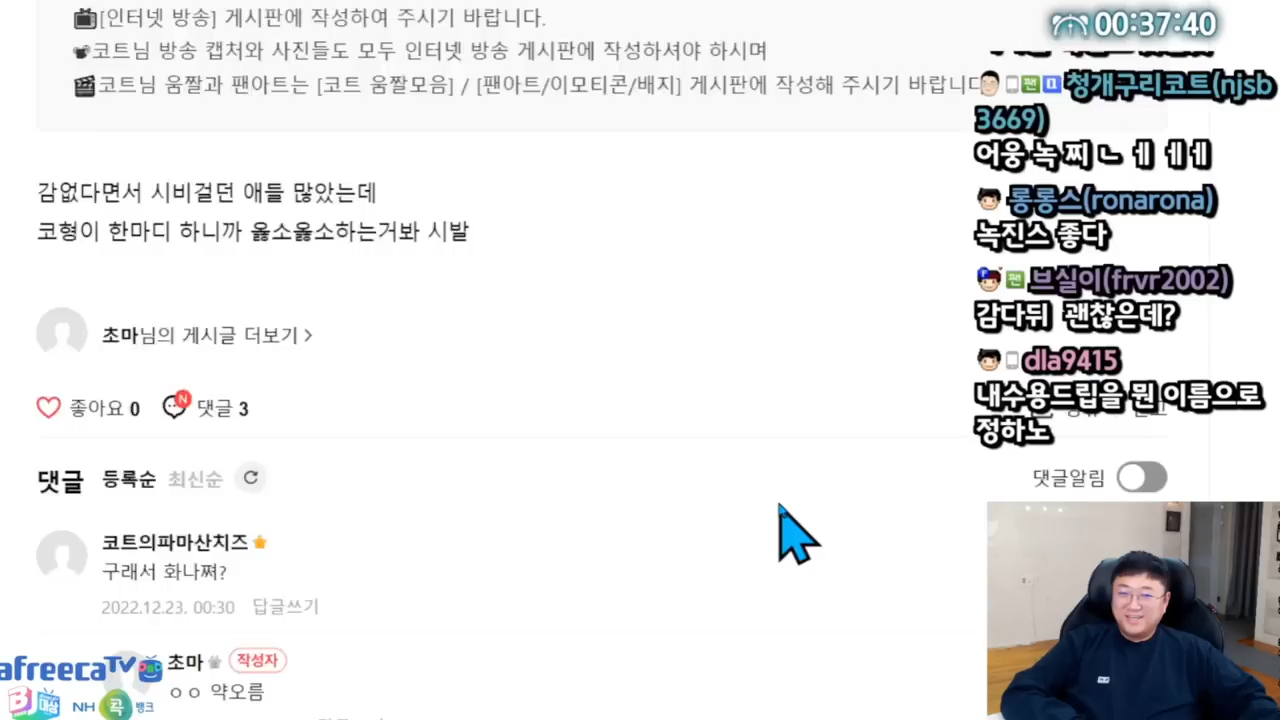 [인터넷 방송] 게시판에 작성하여 주시기 바랍니다.
코트님 방송 캡처와 사진들도 모두 인터넷 방송 게시판에 작성하셔야 하시며
코트님 움짤과 팬아트는 [코트 움짤모음] / [팬아트/이모티콘/배지] 게시판에 작성해 주시기 바랍니다
감없다면서 시비걸던 애들 많았는데
코형이 한마디 하니까 옳소옳소하는거봐 시발
초마님의 게시글 더보기 >
좋아요 0 N 댓글 3
댓글 등록순 최신순
댓글알림
코트의파마산치즈
구래서 화나쪄?
2022.12.23. 00:30 답글쓰기
초마 작성자
ㅇㅇ 약오름
00:37:40
팬 청개구리코트(njsb
3669)
어웅 녹 찌 ㄴ ㅔ ㅔㅔ
롱롱스(ronarona)
녹진스 좋다
팬 브실이(frvr2002)
감다뒤 괜찮은데?
dla9415
내수용드립을 뭔 이름으로
정하노
afreecaTV
NH 콕 뱅크